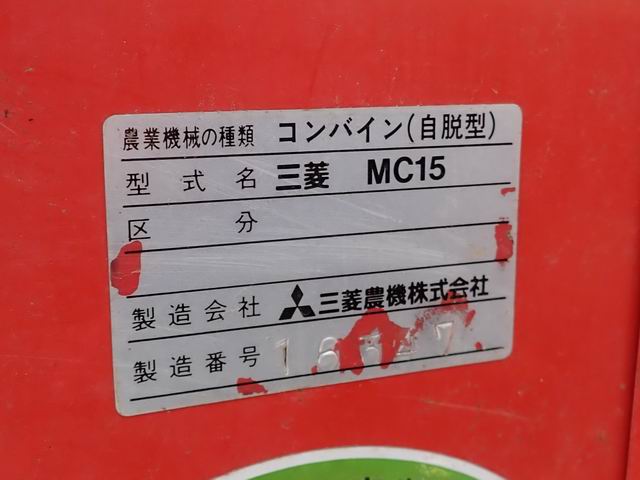 農業機械の種類 コンバイン(自脱型)
型式名 三菱 MC15
区分
製造会社 三菱農機株式会社
製造番号